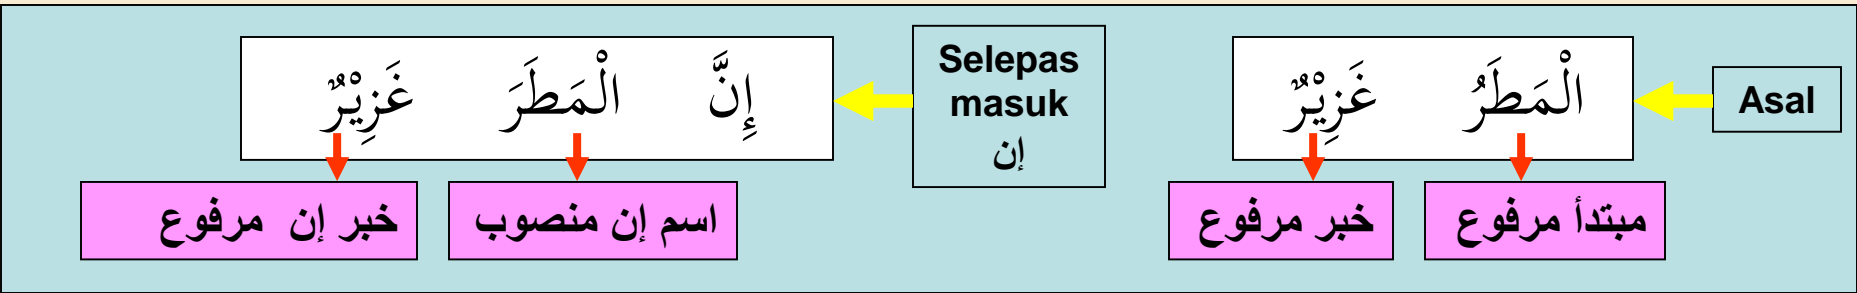 Asal
الْمَطَرُ غَزِيْرٌ
مبتدأ مرفوع
خبر مرفوع
Selepas
masuk
إن
إِنَّ الْمَطَرَ غَزِيْرٌ
اسم إن منصوب
خبر إن مرفوع